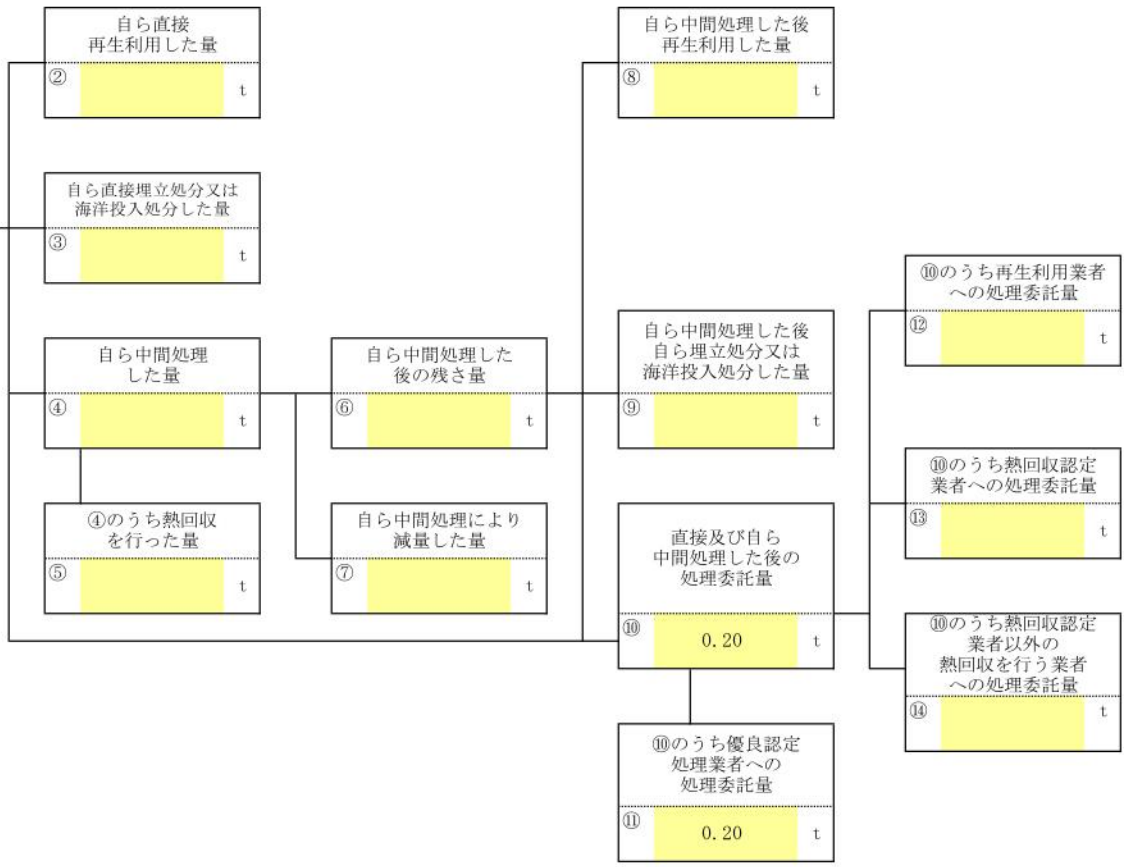 自ら直接
再生利用した量
②
t
自ら直接埋立処分又は
海洋投入処分した量
③
t
自ら中間処理
した量
④
t
④のうち熱回収
を行った量
⑤
t
自ら中間処理した
後の残さ量
⑥
t
自ら中間処理により
減量した量
⑦
t
自ら中間処理した後
再生利用した量
⑧
t
自ら中間処理した後
自ら埋立処分又は
海洋投入処分した量
⑨
t
直接及び自ら
中間処理した後の
処理委託量
⑩ 0.20 t
⑩のうち優良認定
処理業者への
処理委託量
⑪ 0.20 t
⑩のうち再生利用業者
への処理委託量
⑫
t
⑩のうち熱回収認定
業者への処理委託量
⑬
t
⑩のうち熱回収認定
業者以外の
熱回収を行う業者
への処理委託量
⑭
t